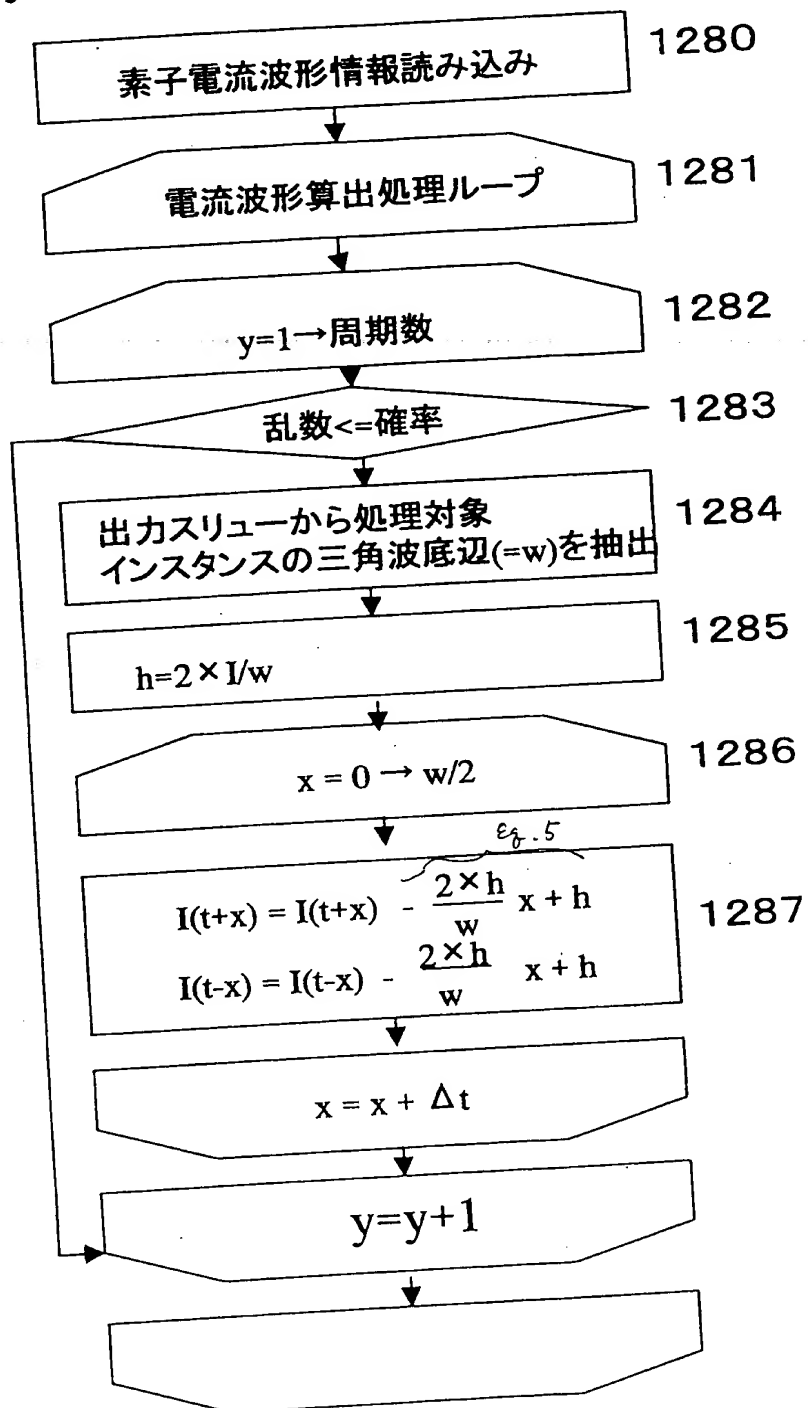 素子電流波形情報読み込み
1280
電流波形算出処理ループ
1281
y=1→周期数
1282
乱数<=確率
1283
出力スリューから処理対象
インスタンスの三角波底辺(=w)を抽出
1284
h=2×I/w
1285
x = 0 → w/2
1286
Eq. 5
I(t+x) = I(t+x) - 2×h/w x + h
I(t-x) = I(t-x) - 2×h/w x + h
1287
x = x + Δt
y=y+1